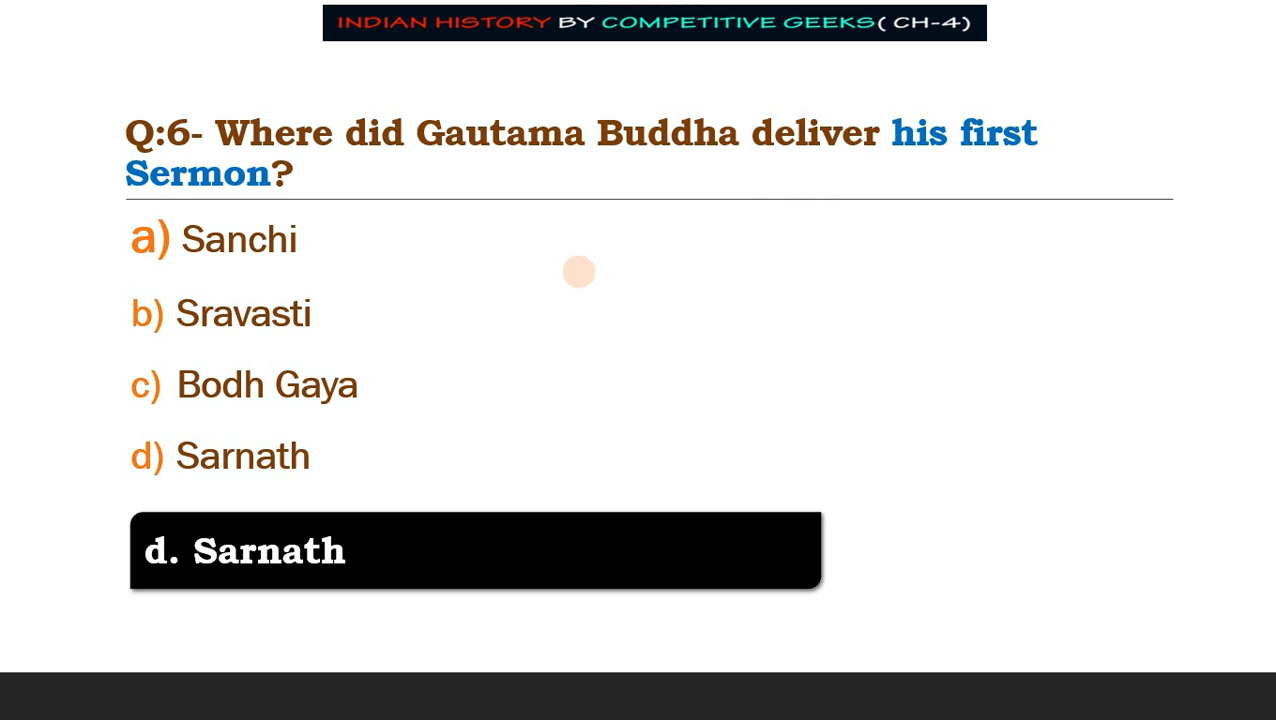 INDIAN HISTORY BY COMPETITIVE GEEKS( CH-4)
Q:6- Where did Gautama Buddha deliver his first
Sermon?
a) Sanchi
b) Sravasti
c) Bodh Gaya
d) Sarnath
d. Sarnath